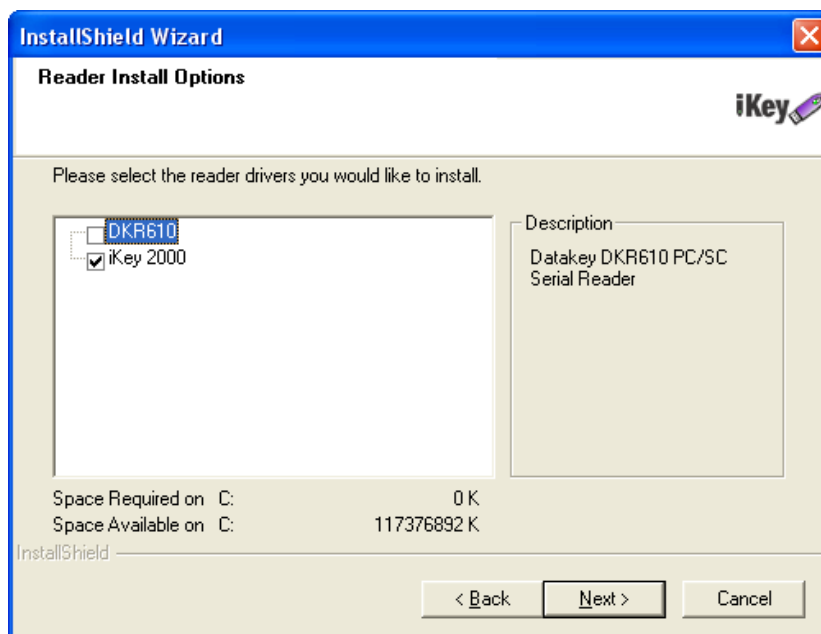 InstallShield Wizard
Reader Install Options
iKey
Please select the reader drivers you would like to install.
DKR610
iKey 2000
Description
Datakey DKR610 PC/SC
Serial Reader
Space Required on C: 0 K
Space Available on C: 117376892 K
InstallShield
< Back Next > Cancel